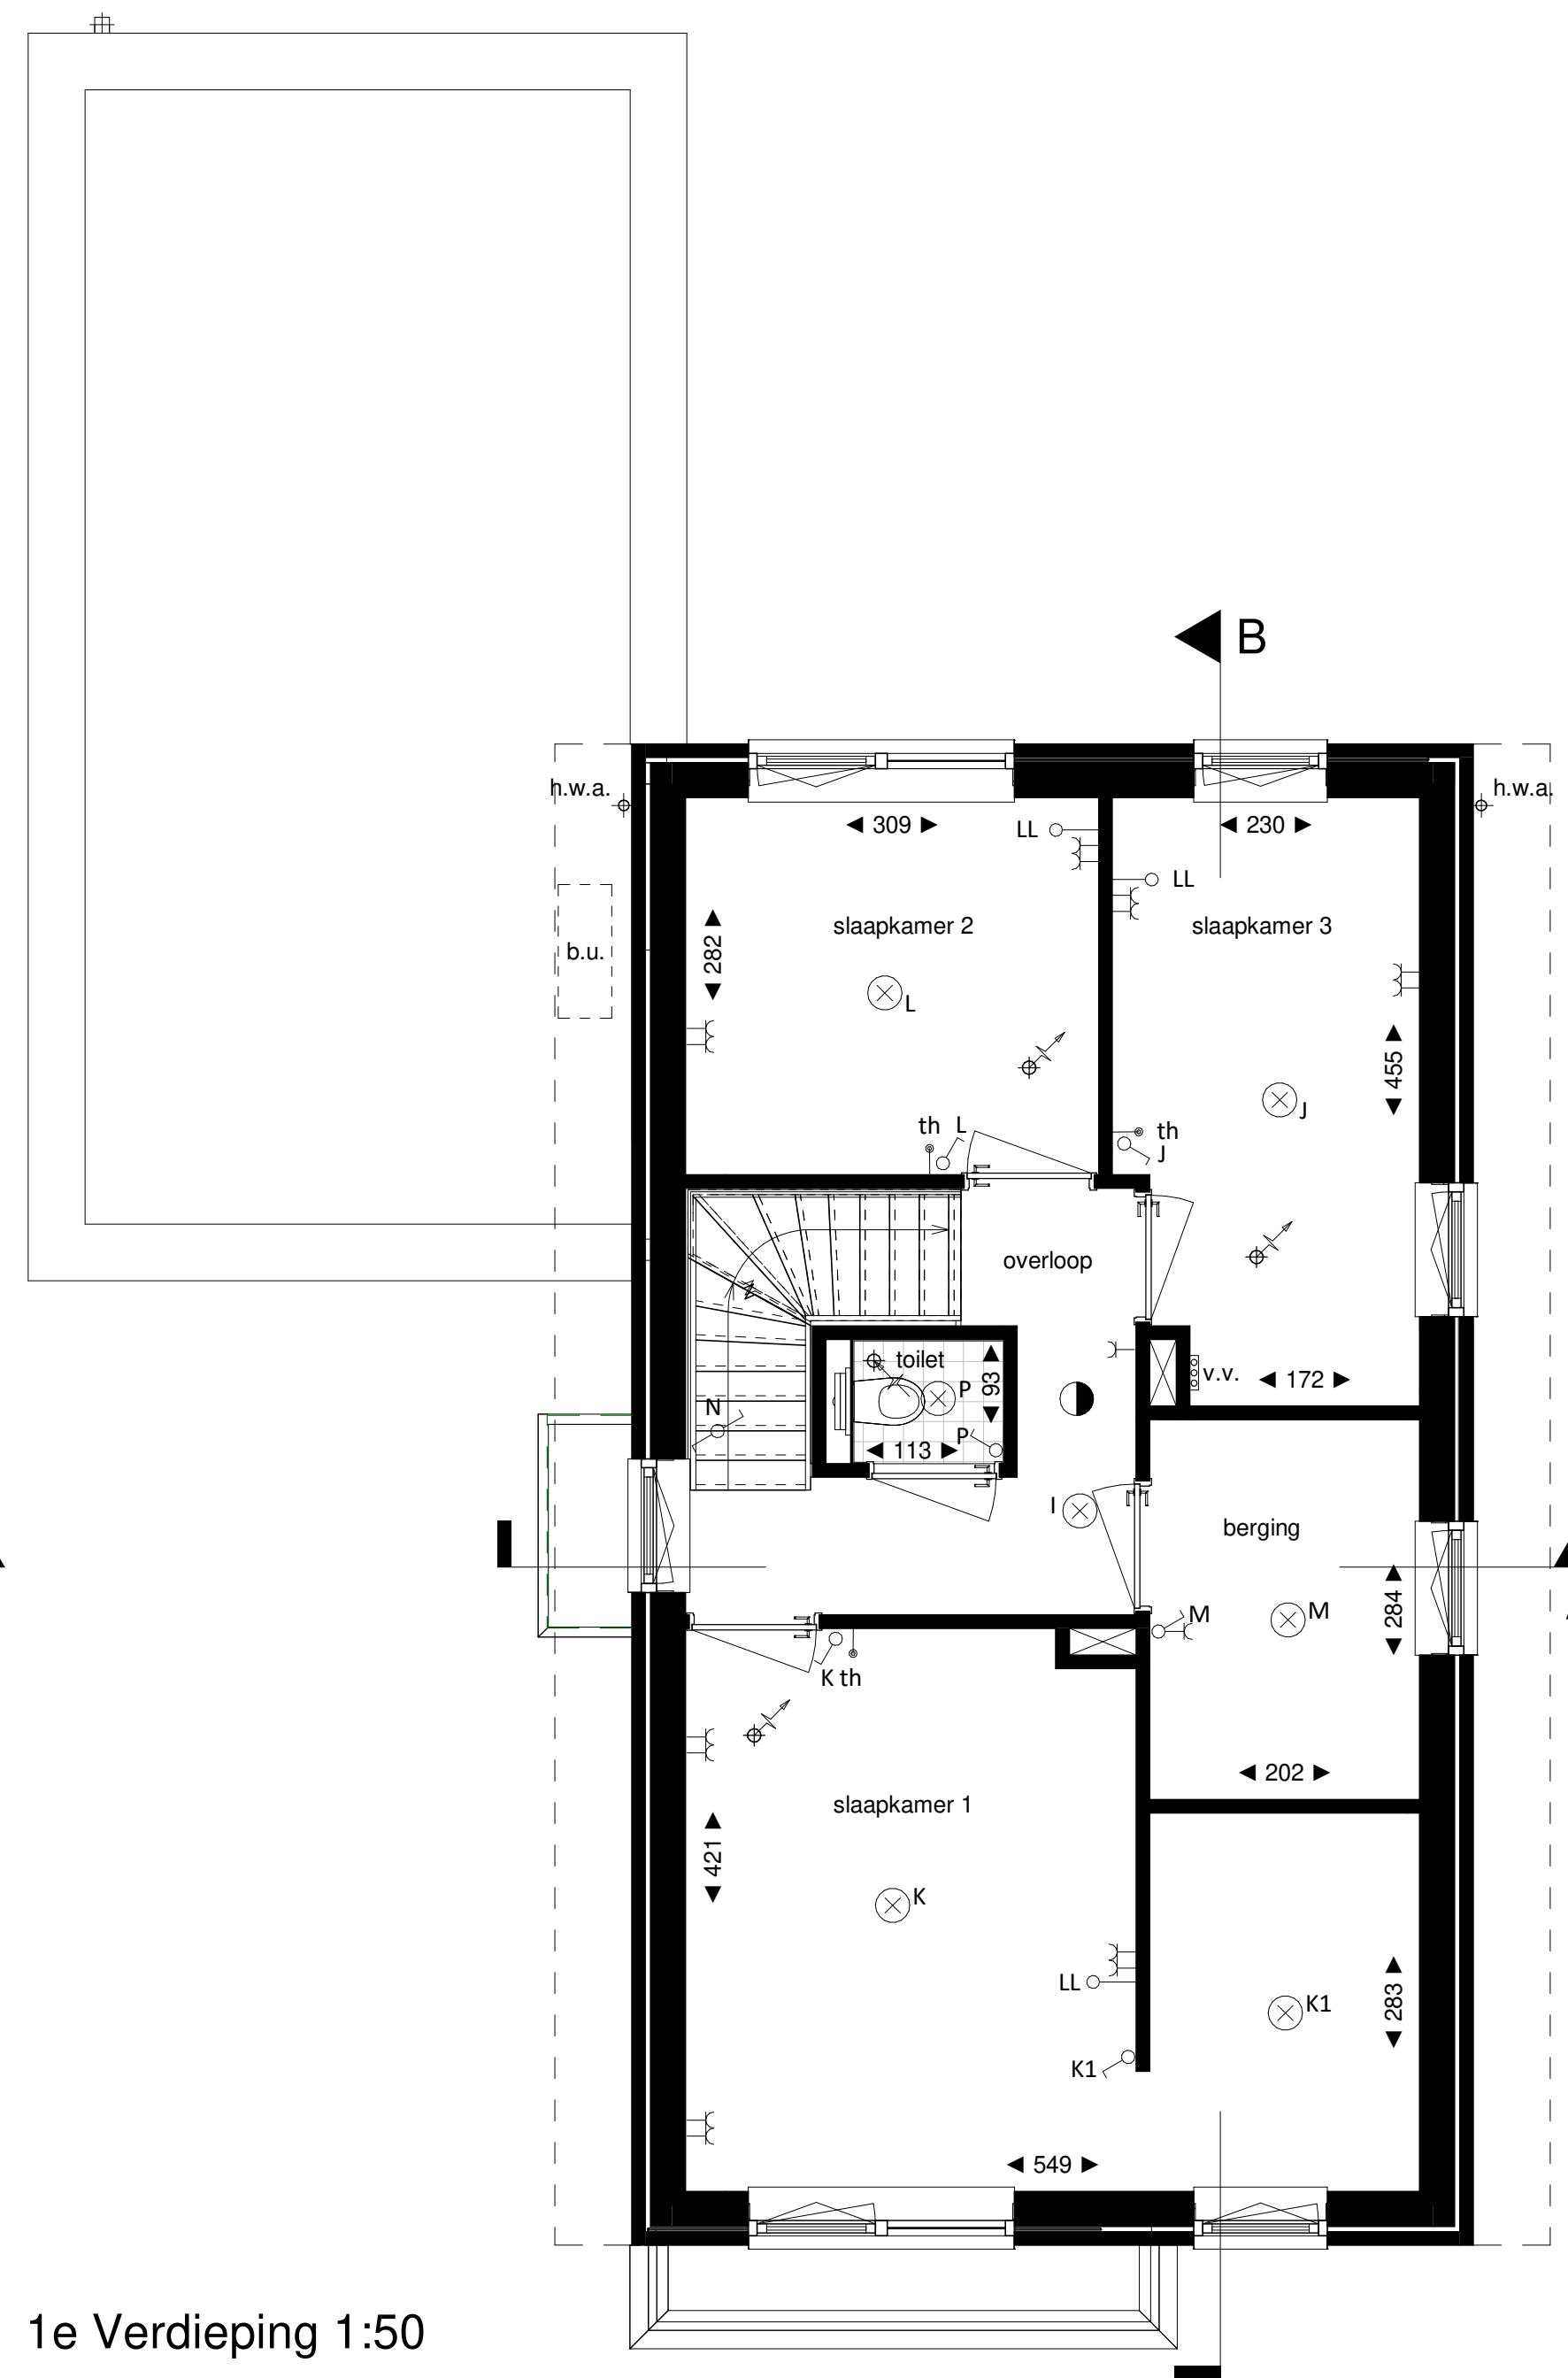 B
h.w.a.
h.w.a.
309
LL
230
LL
slaapkamer 2
slaapkamer 3
282
b.u.
L
455
J
th L
th
J
overloop
toilet
93
v.v.
172
P
N
113
P
I
berging
284
M
M
K th
202
slaapkamer 1
421
K
LL
K1
283
K1
549
1e Verdieping 1:50